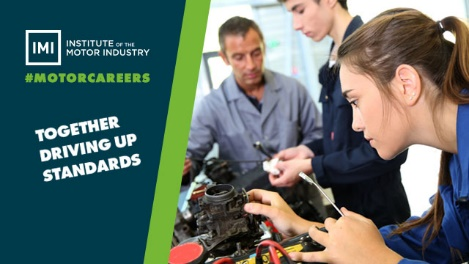 IMI
INSTITUTE OF THE
MOTOR INDUSTRY
#MOTORCAREERS
TOGETHER
DRIVING UP
STANDARDS